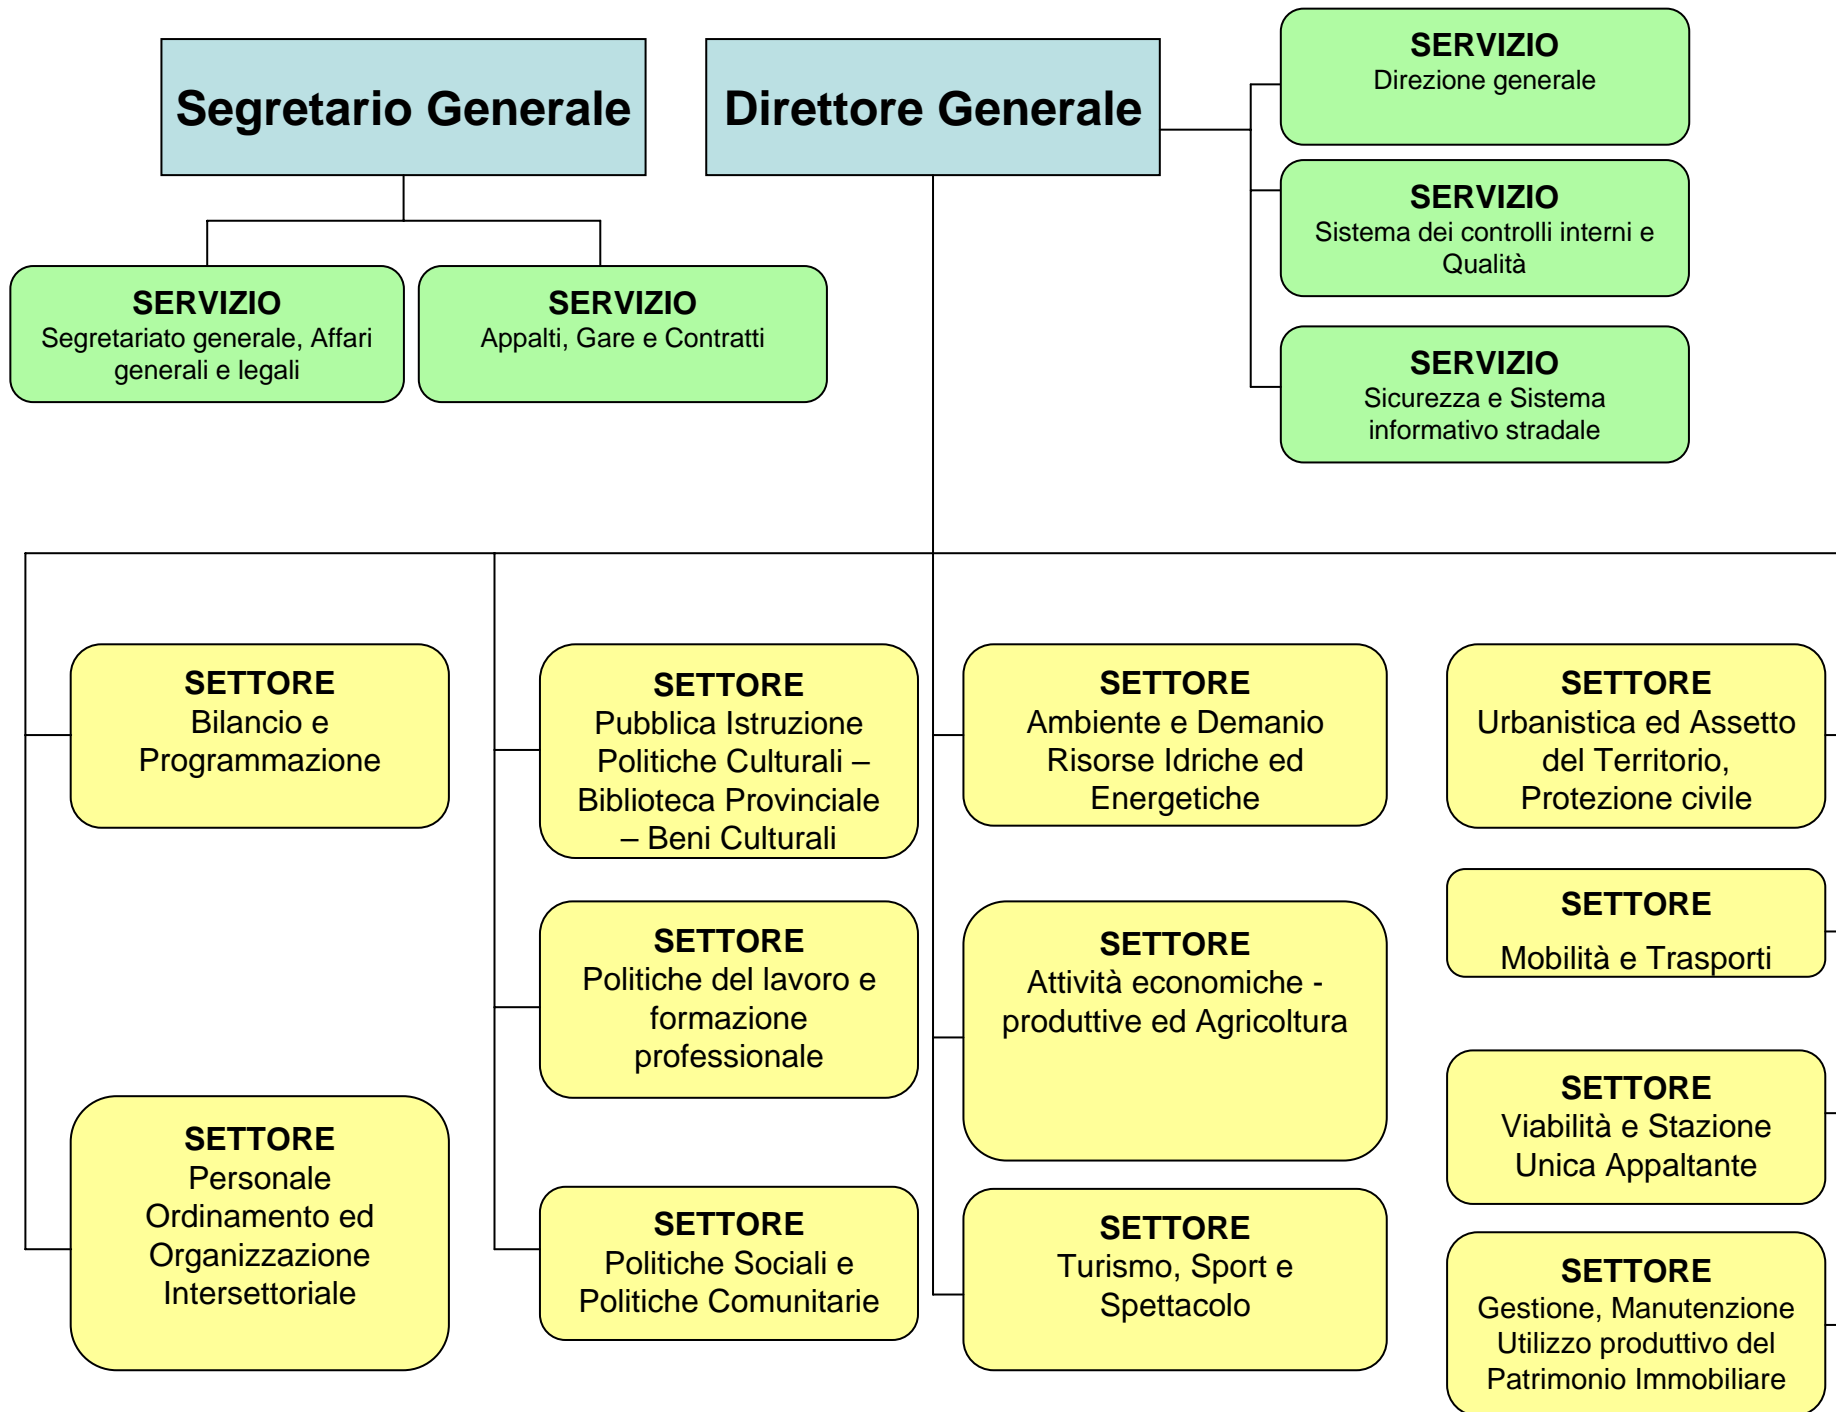 Segretario Generale
Direttore Generale
SERVIZIO
Direzione generale
SERVIZIO
Sistema dei controlli interni e
Qualità
SERVIZIO
Sicurezza e Sistema
informativo stradale
SERVIZIO
Segretariato generale, Affari
generali e legali
SERVIZIO
Appalti, Gare e Contratti
SETTORE
Bilancio e
Programmazione
SETTORE
Personale
Ordinamento ed
Organizzazione
Intersettoriale
SETTORE
Pubblica Istruzione
Politiche Culturali –
Biblioteca Provinciale
– Beni Culturali
SETTORE
Politiche del lavoro e
formazione
professionale
SETTORE
Politiche Sociali e
Politiche Comunitarie
SETTORE
Ambiente e Demanio
Risorse Idriche ed
Energetiche
SETTORE
Attività economiche -
produttive ed Agricoltura
SETTORE
Turismo, Sport e
Spettacolo
SETTORE
Urbanistica ed Assetto
del Territorio,
Protezione civile
SETTORE
Mobilità e Trasporti
SETTORE
Viabilità e Stazione
Unica Appaltante
SETTORE
Gestione, Manutenzione
Utilizzo produttivo del
Patrimonio Immobiliare